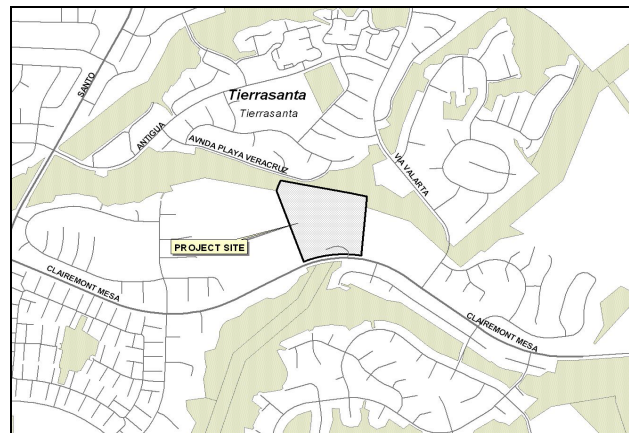 SANTO
Tierrasanta
Tierrasanta
ANTIGUA
AVNDA PLAYA VERACRUZ
VIA VALARTA
PROJECT SITE
CLAIREMONT MESA
CLAIREMONT MESA